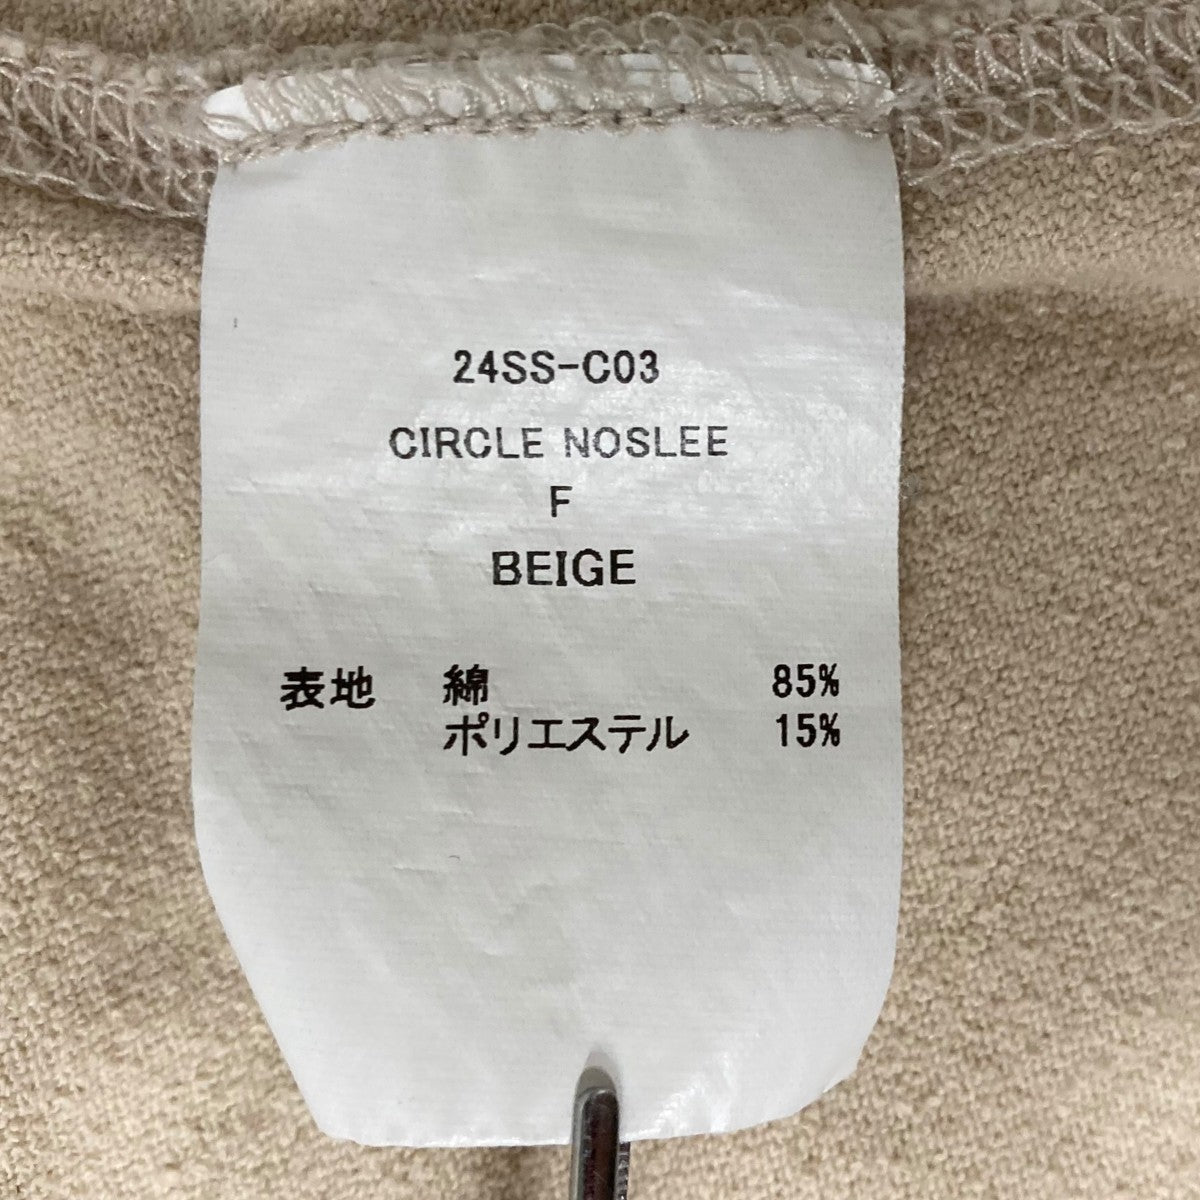 24SS-C03
CIRCLE NOSLEE
F
BEIGE
表地 綿 85%
ポリエステル 15%